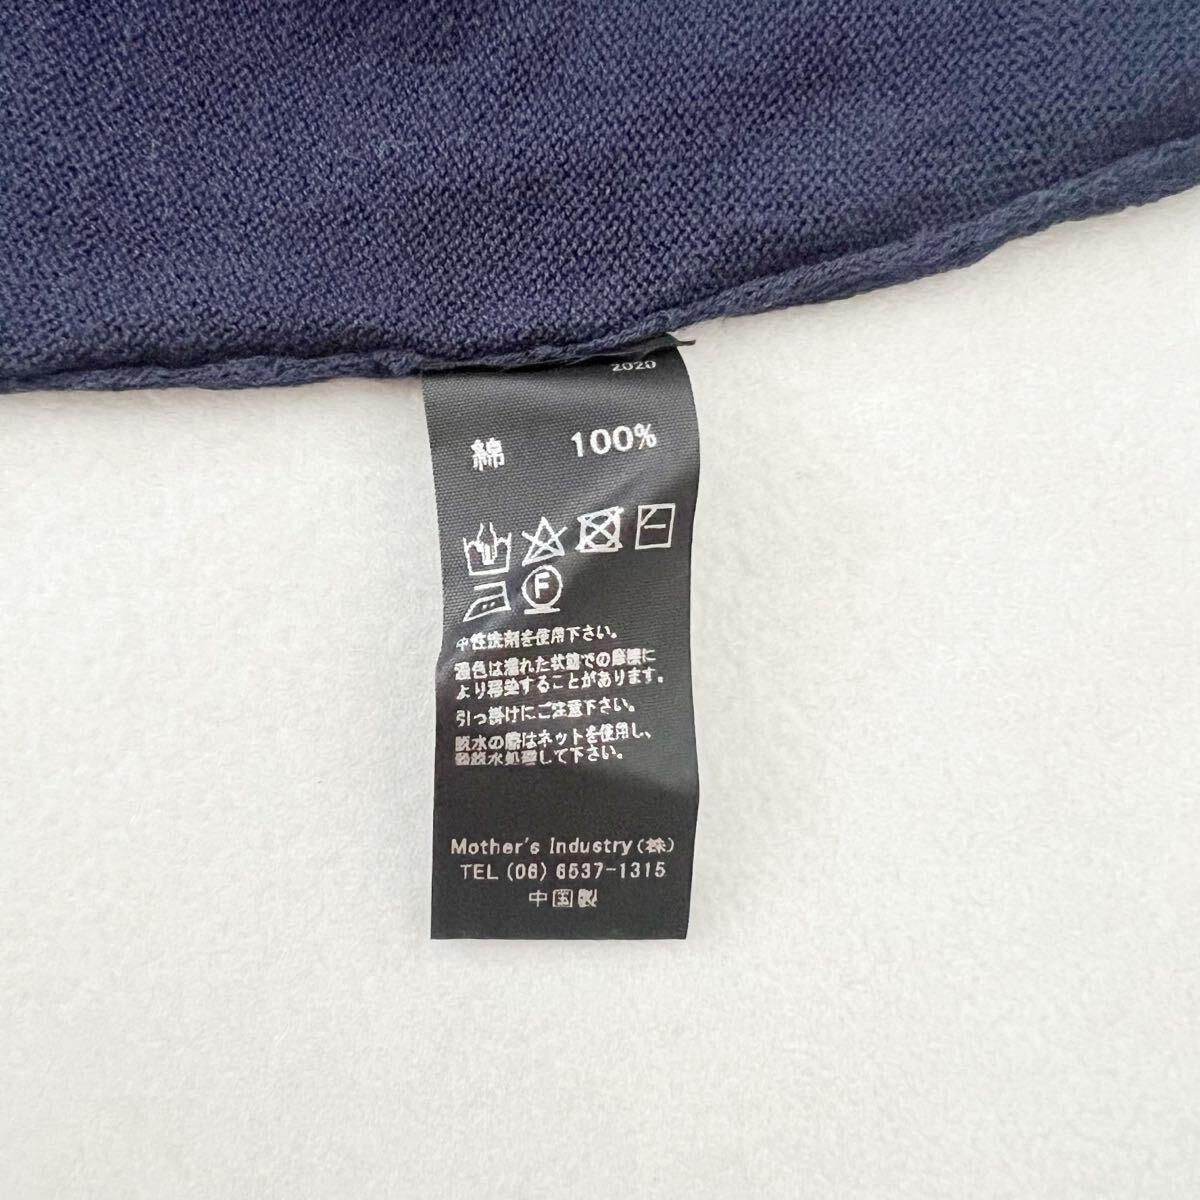 2020
綿 100%
F
中性洗剤を使用下さい。
濃色は濡れた状態での摩擦に
より移染することがあります。
引っ掛けにご注意下さい。
脱水の際はネットを使用し、
弱脱水処理して下さい。
Mother's Industry(株)
TEL (06) 6537-1315
中国製